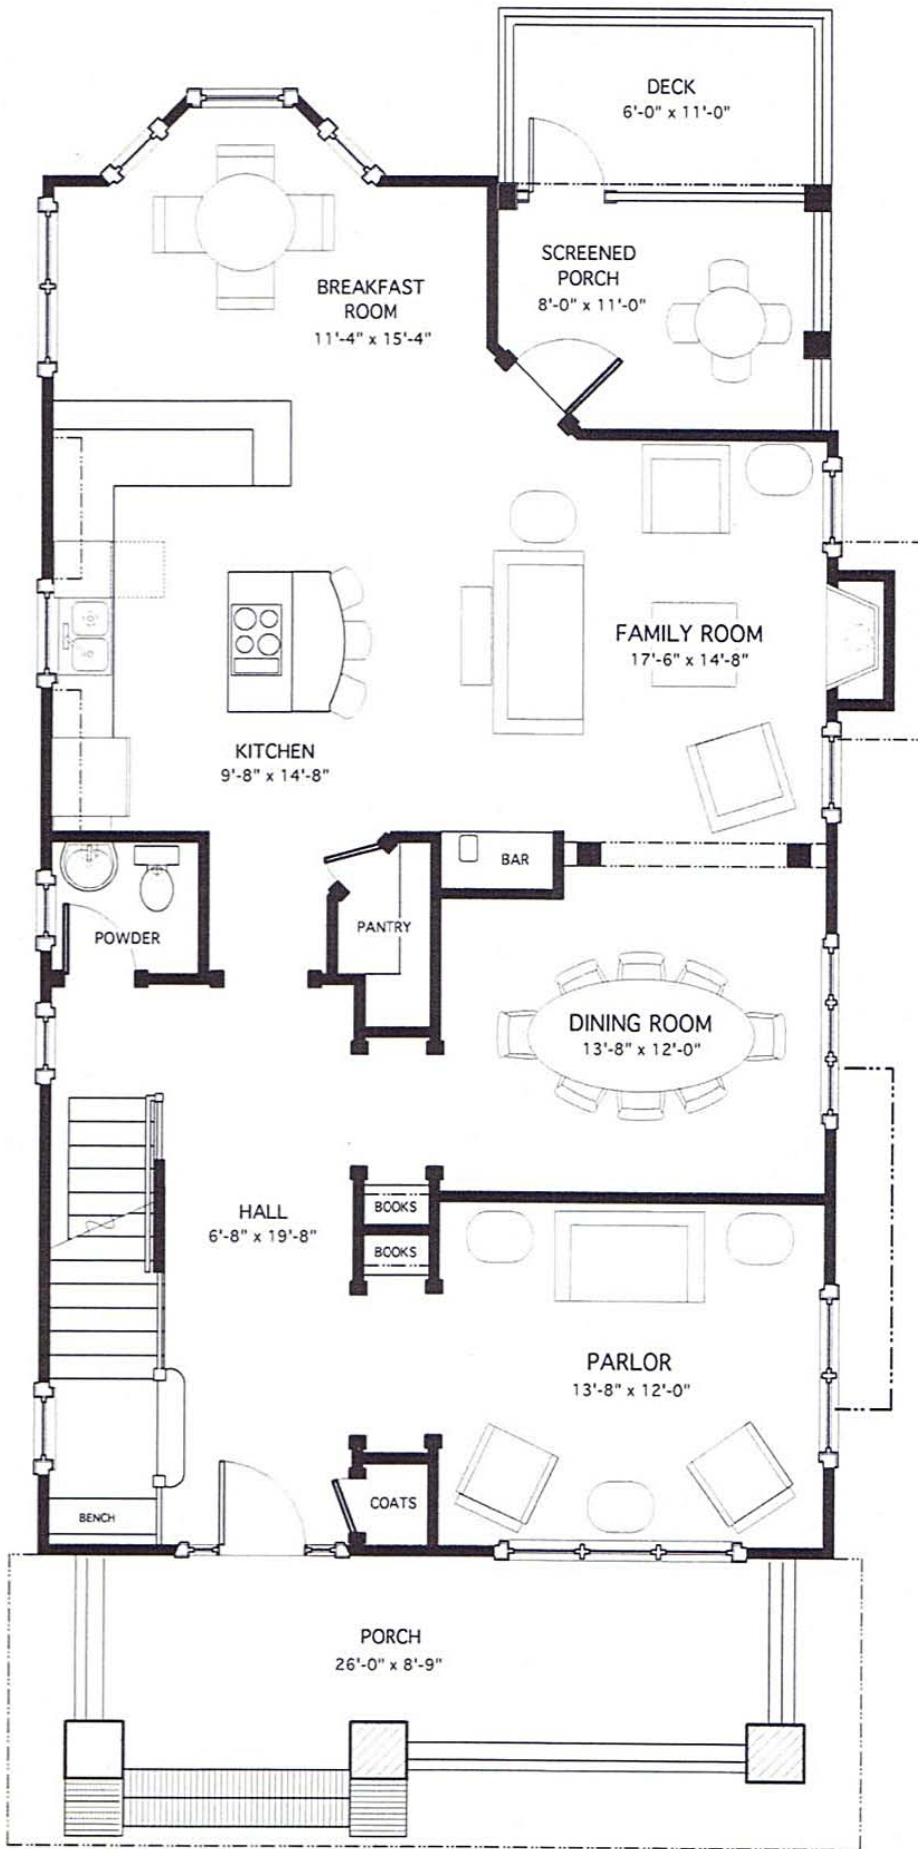 DECK
6'-0" x 11'-0"
SCREENED
PORCH
8'-0" x 11'-0"
BREAKFAST
ROOM
11'-4" x 15'-4"
FAMILY ROOM
17'-6" x 14'-8"
KITCHEN
9'-8" x 14'-8"
BAR
PANTRY
POWDER
DINING ROOM
13'-8" x 12'-0"
HALL
6'-8" x 19'-8"
BOOKS
BOOKS
PARLOR
13'-8" x 12'-0"
COATS
BENCH
PORCH
26'-0" x 8'-9"